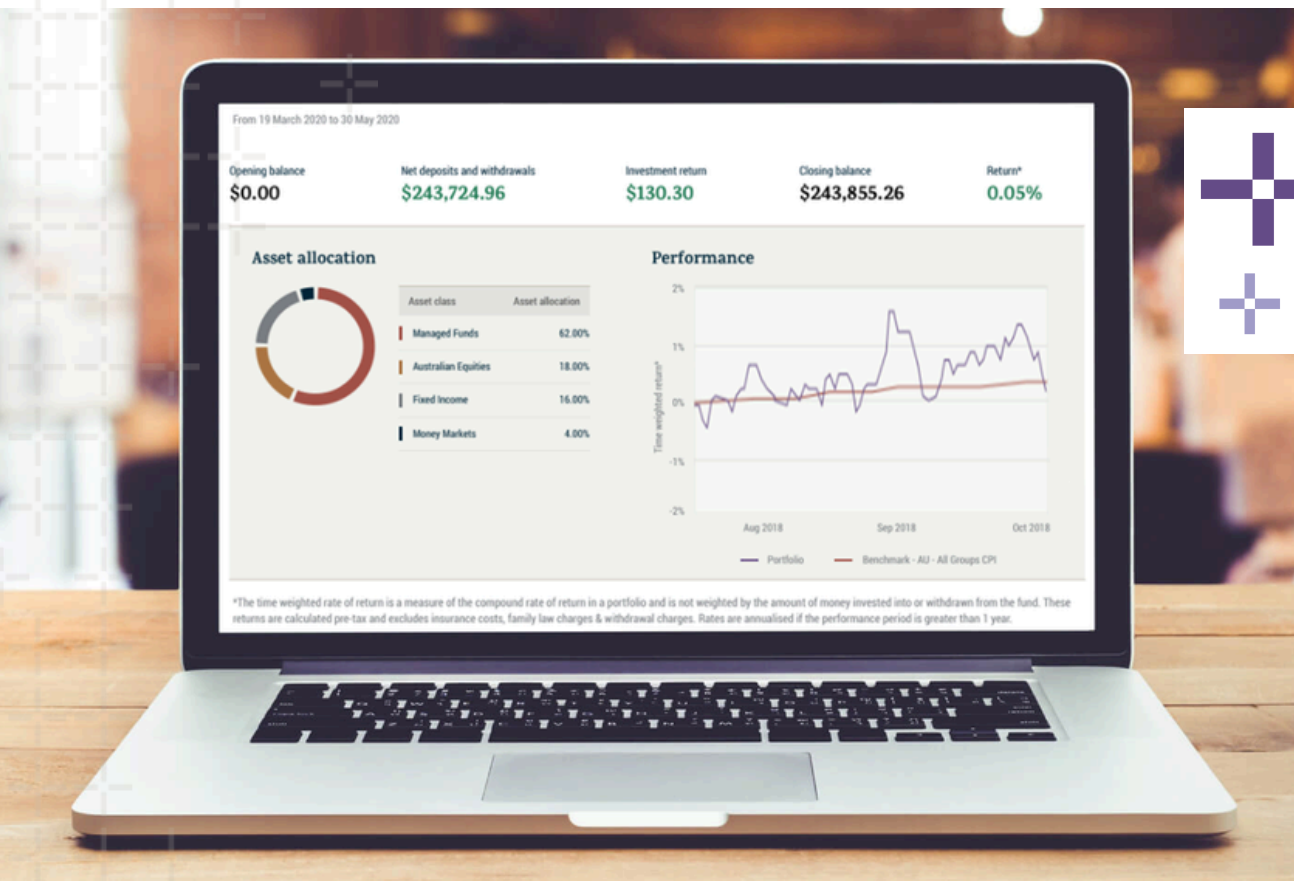 From 19 March 2020 to 30 May 2020
Opening balance Net deposits and withdrawals Investment return Closing balance Return*
$0.00 $243,724.96 $130.30 $243,855.26 0.05%
Asset allocation
Asset class Asset allocation
Managed Funds 62.00%
Australian Equities 18.00%
Fixed Income 16.00%
Money Markets 4.00%
Performance
Time weighted return*
2%
1%
0%
-1%
-2%
Aug 2018 Sep 2018 Oct 2018
Portfolio Benchmark - AU - All Groups CPI
*The time weighted rate of return is a measure of the compound rate of return in a portfolio and is not weighted by the amount of money invested into or withdrawn from the fund. These
returns are calculated pre-tax and excludes insurance costs, family law charges & withdrawal charges. Rates are annualised if the performance period is greater than 1 year.